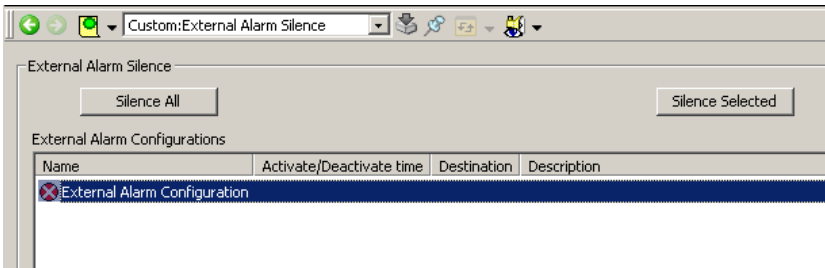 Custom:External Alarm Silence
External Alarm Silence
Silence All Silence Selected
External Alarm Configurations
Name Activate/Deactivate time Destination Description
External Alarm Configuration